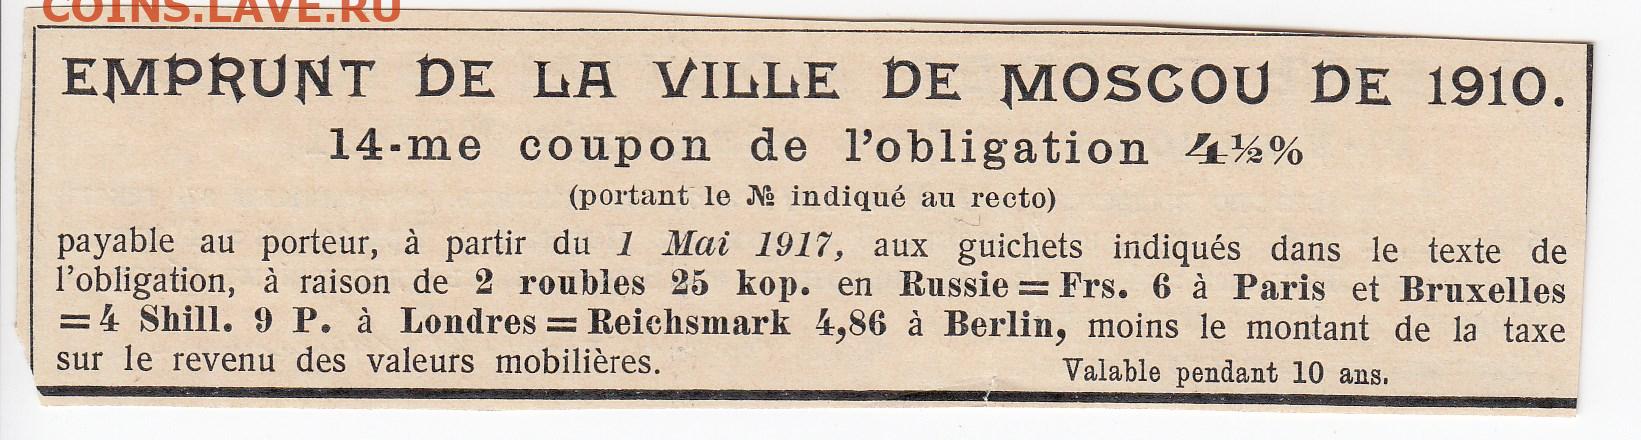 COINS.LAVE.RU
EMPRUNT DE LA VILLE DE MOSCOU DE 1910.
14-me coupon de l'obligation 4½%
(portant le № indiqué au recto)
payable au porteur, à partir du 1 Mai 1917, aux guichets indiqués dans le texte de
l'obligation, à raison de 2 roubles 25 kop. en Russie = Frs. 6 à Paris et Bruxelles
= 4 Shill. 9 P. à Londres = Reichsmark 4,86 à Berlin, moins le montant de la taxe
sur le revenu des valeurs mobilières.
Valable pendant 10 ans.